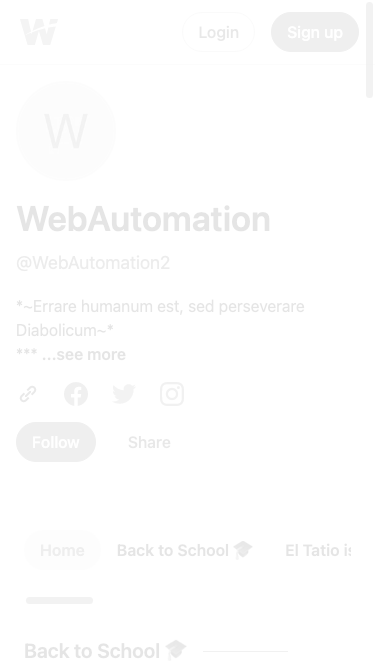 Login
Sign up
W
WebAutomation
@WebAutomation2
*~Errare humanum est, sed perseverare
Diabolicum~*
*** ...see more
Follow
Share
Home
Back to School 🎓
El Tatio is
Back to School 🎓